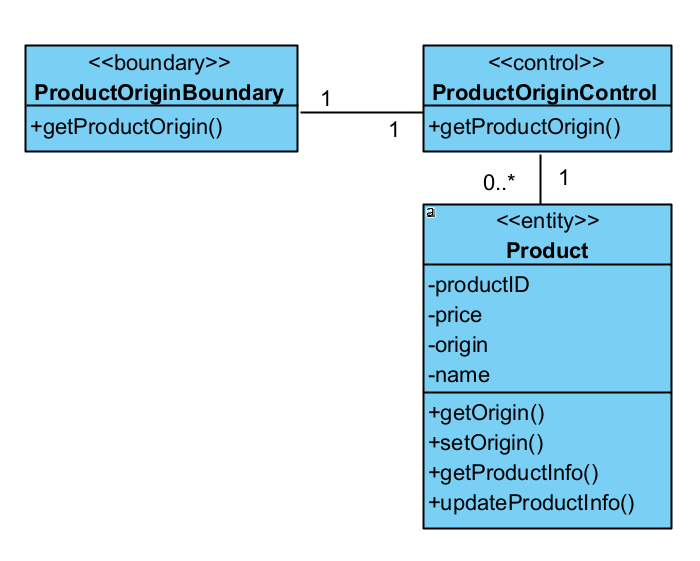 <<boundary>>
ProductOriginBoundary
+getProductOrigin()
1
1
<<control>>
ProductOriginControl
+getProductOrigin()
0..*
1
a
<<entity>>
Product
-productID
-price
-origin
-name
+getOrigin()
+setOrigin()
+getProductInfo()
+updateProductInfo()